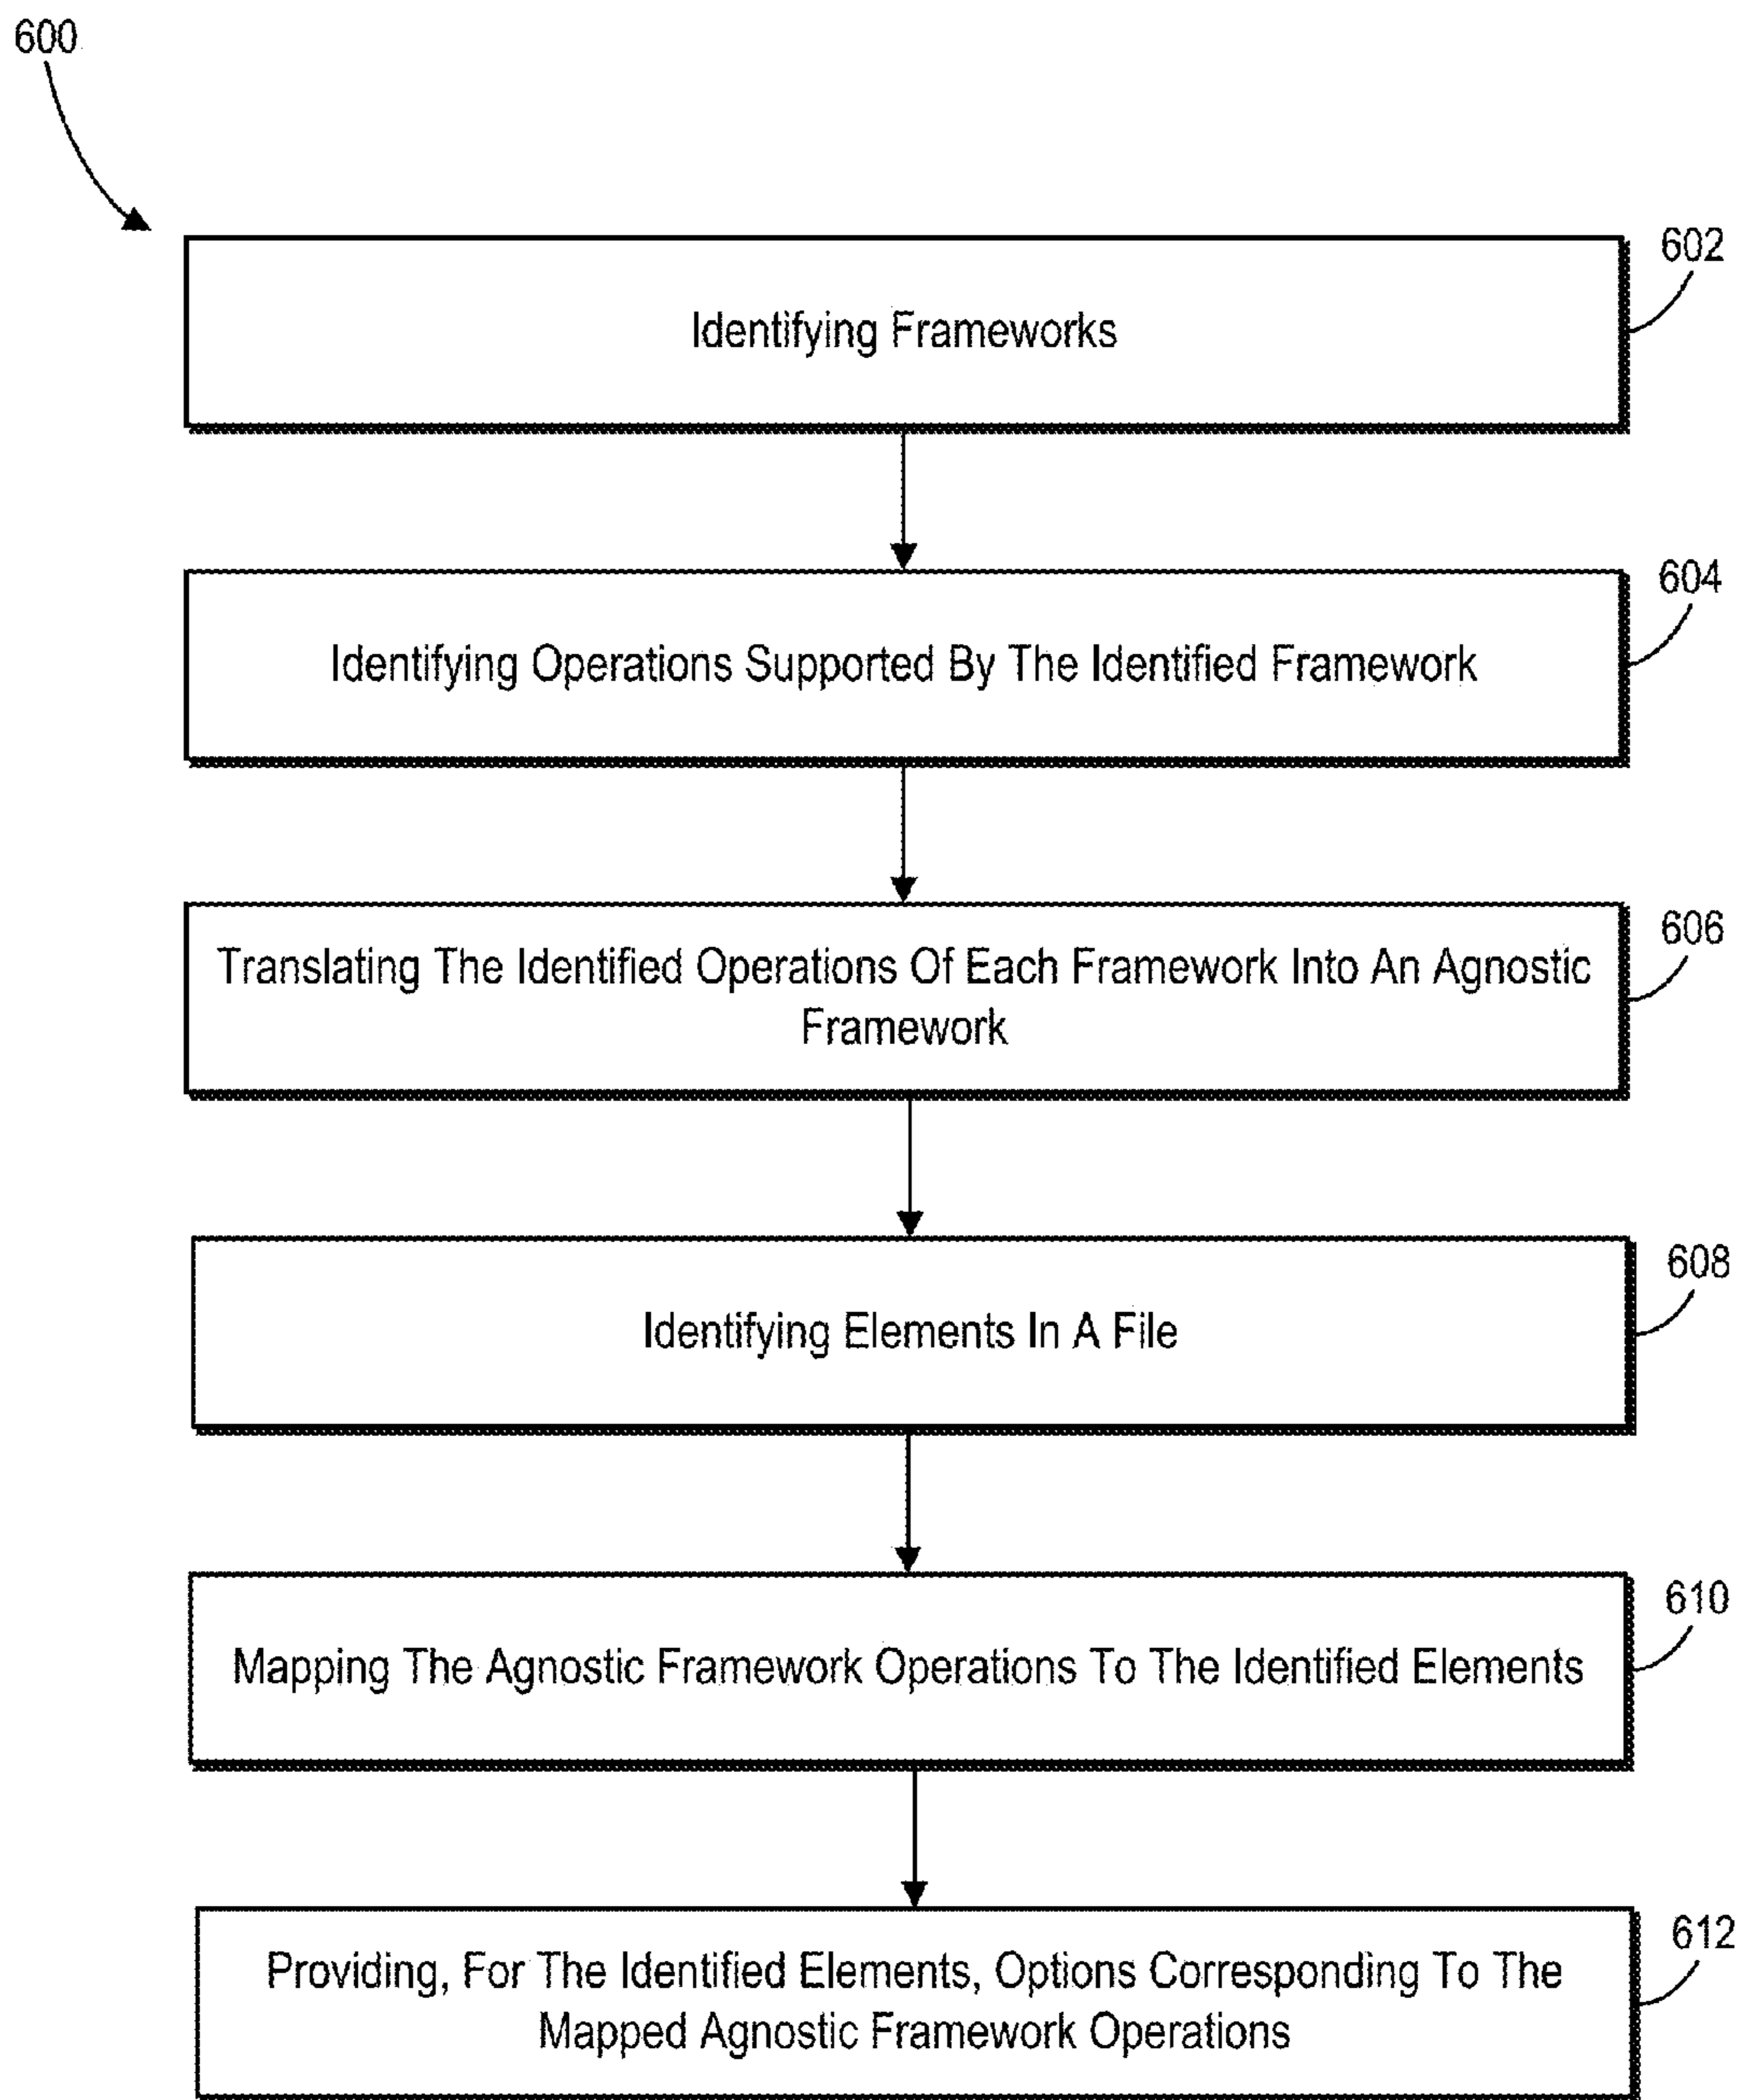 600
602
Identifying Frameworks
604
Identifying Operations Supported By The Identified Framework
606
Translating The Identified Operations Of Each Framework Into An Agnostic
Framework
608
Identifying Elements In A File
610
Mapping The Agnostic Framework Operations To The Identified Elements
612
Providing, For The Identified Elements, Options Corresponding To The
Mapped Agnostic Framework Operations